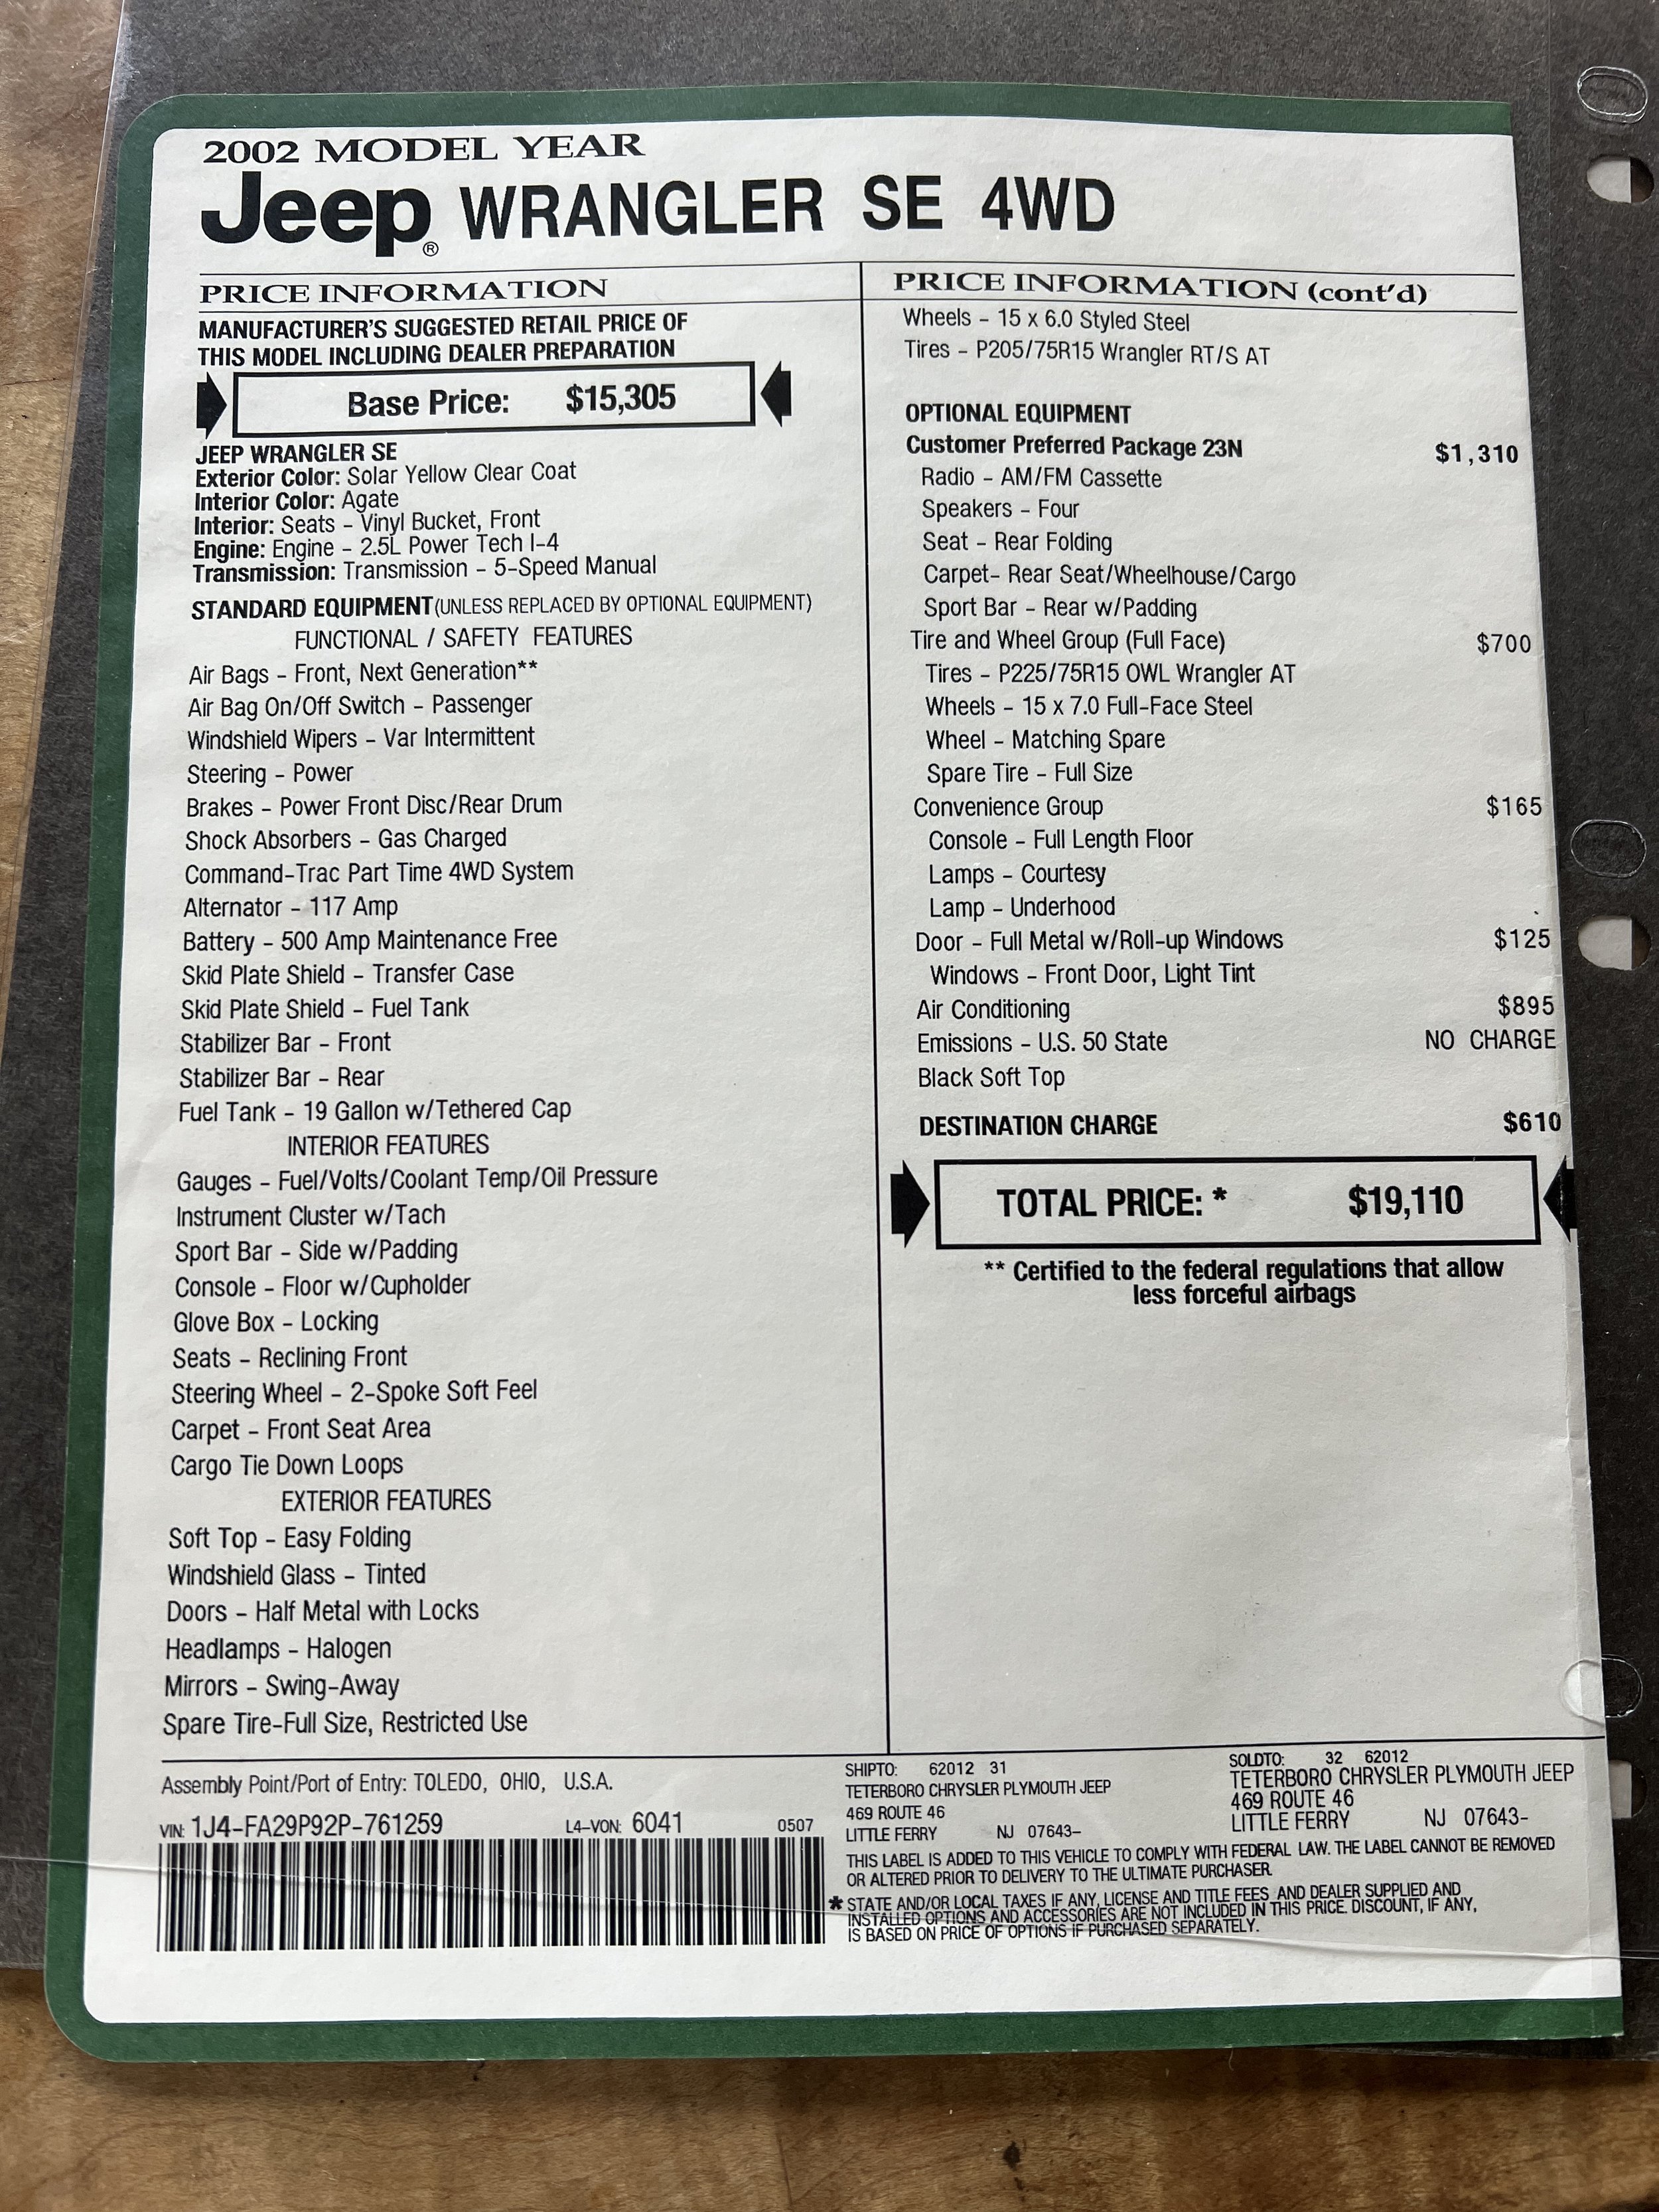 2002 MODEL YEAR
Jeep® WRANGLER SE 4WD
PRICE INFORMATION
MANUFACTURER'S SUGGESTED RETAIL PRICE OF
THIS MODEL INCLUDING DEALER PREPARATION
Base Price: $15,305
JEEP WRANGLER SE
Exterior Color: Solar Yellow Clear Coat
Interior Color: Agate
Interior: Seats - Vinyl Bucket, Front
Engine: Engine - 2.5L Power Tech I-4
Transmission: Transmission - 5-Speed Manual
STANDARD EQUIPMENT (UNLESS REPLACED BY OPTIONAL EQUIPMENT)
FUNCTIONAL / SAFETY FEATURES
Air Bags - Front, Next Generation**
Air Bag On/Off Switch - Passenger
Windshield Wipers - Var Intermittent
Steering - Power
Brakes - Power Front Disc/Rear Drum
Shock Absorbers - Gas Charged
Command-Trac Part Time 4WD System
Alternator - 117 Amp
Battery - 500 Amp Maintenance Free
Skid Plate Shield - Transfer Case
Skid Plate Shield - Fuel Tank
Stabilizer Bar - Front
Stabilizer Bar - Rear
Fuel Tank - 19 Gallon w/Tethered Cap
INTERIOR FEATURES
Gauges - Fuel/Volts/Coolant Temp/Oil Pressure
Instrument Cluster w/Tach
Sport Bar - Side w/Padding
Console - Floor w/Cupholder
Glove Box - Locking
Seats - Reclining Front
Steering Wheel - 2-Spoke Soft Feel
Carpet - Front Seat Area
Cargo Tie Down Loops
EXTERIOR FEATURES
Soft Top - Easy Folding
Windshield Glass - Tinted
Doors - Half Metal with Locks
Headlamps - Halogen
Mirrors - Swing-Away
Spare Tire-Full Size, Restricted Use
PRICE INFORMATION (cont'd)
Wheels - 15 x 6.0 Styled Steel
Tires - P205/75R15 Wrangler RT/S AT
OPTIONAL EQUIPMENT
Customer Preferred Package 23N $1,310
Radio - AM/FM Cassette
Speakers - Four
Seat - Rear Folding
Carpet- Rear Seat/Wheelhouse/Cargo
Sport Bar - Rear w/Padding
Tire and Wheel Group (Full Face) $700
Tires - P225/75R15 OWL Wrangler AT
Wheels - 15 x 7.0 Full-Face Steel
Wheel - Matching Spare
Spare Tire - Full Size
Convenience Group $165
Console - Full Length Floor
Lamps - Courtesy
Lamp - Underhood
Door - Full Metal w/Roll-up Windows $125
Windows - Front Door, Light Tint
Air Conditioning $895
Emissions - U.S. 50 State NO CHARGE
Black Soft Top
DESTINATION CHARGE $610
TOTAL PRICE: * $19,110
** Certified to the federal regulations that allow
less forceful airbags
Assembly Point/Port of Entry: TOLEDO, OHIO, U.S.A.
VIN: 1J4-FA29P92P-761259 L4-VON: 6041 0507
SHIPTO: 62012 31
TETERBORO CHRYSLER PLYMOUTH JEEP
469 ROUTE 46
LITTLE FERRY NJ 07643-
SOLDTO: 32 62012
TETERBORO CHRYSLER PLYMOUTH JEEP
469 ROUTE 46
LITTLE FERRY NJ 07643-
THIS LABEL IS ADDED TO THIS VEHICLE TO COMPLY WITH FEDERAL LAW. THE LABEL CANNOT BE REMOVED
OR ALTERED PRIOR TO DELIVERY TO THE ULTIMATE PURCHASER.
* STATE AND/OR LOCAL TAXES IF ANY, LICENSE AND TITLE FEES AND DEALER SUPPLIED AND
INSTALLED OPTIONS AND ACCESSORIES ARE NOT INCLUDED IN THIS PRICE. DISCOUNT, IF ANY,
IS BASED ON PRICE OF OPTIONS IF PURCHASED SEPARATELY.